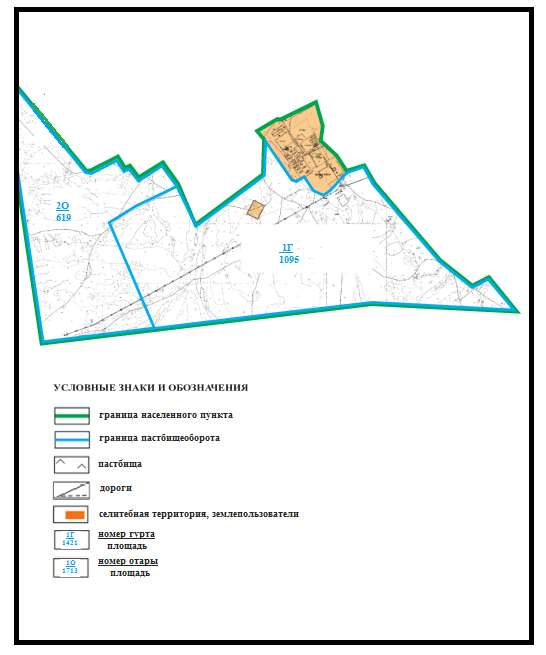 2О
619
1Г
1095
УСЛОВНЫЕ ЗНАКИ И ОБОЗНАЧЕНИЯ
граница населенного пункта
граница пастбищеоборота
пастбища
дороги
селитебная территория, землепользователи
1Г
1421
номер гурта
площадь
1О
1713
номер отары
площадь